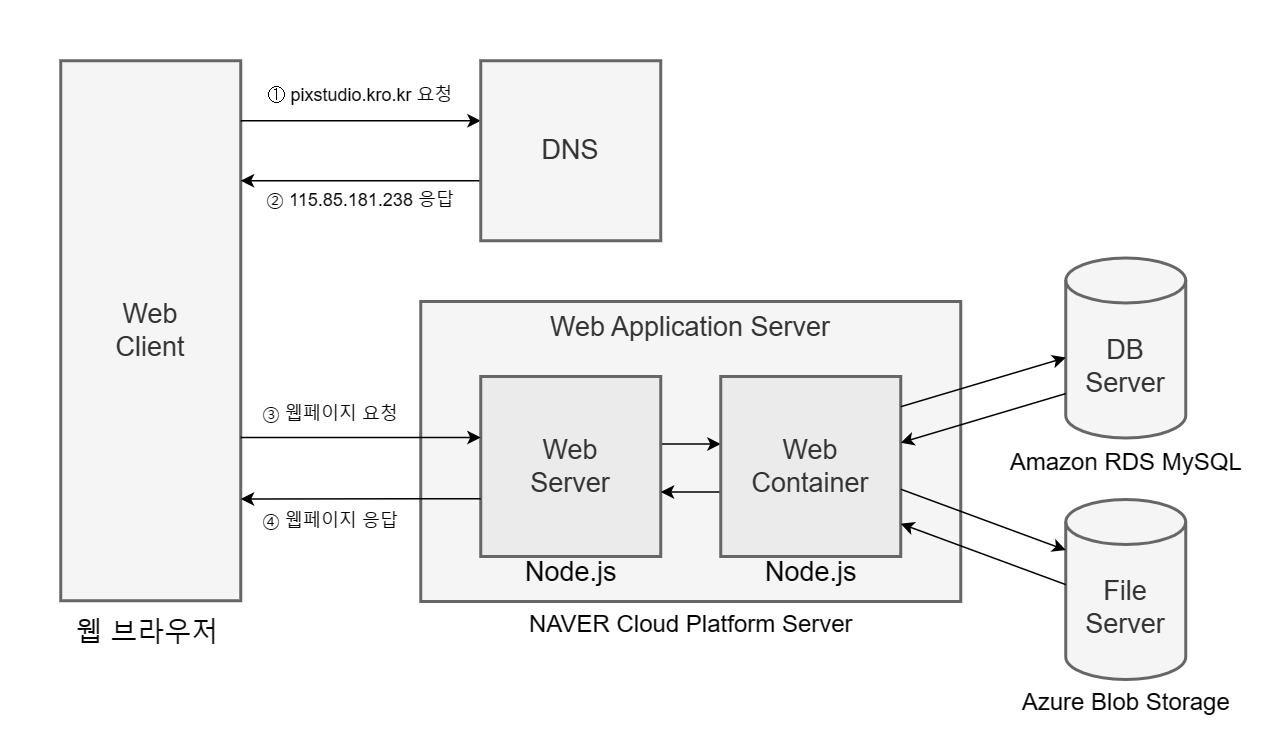 ① pixstudio.kro.kr 요청
DNS
② 115.85.181.238 응답
Web
Client
웹 브라우저
Web Application Server
③ 웹페이지 요청
④ 웹페이지 응답
Web
Server
Node.js
Web
Container
Node.js
NAVER Cloud Platform Server
DB
Server
Amazon RDS MySQL
File
Server
Azure Blob Storage